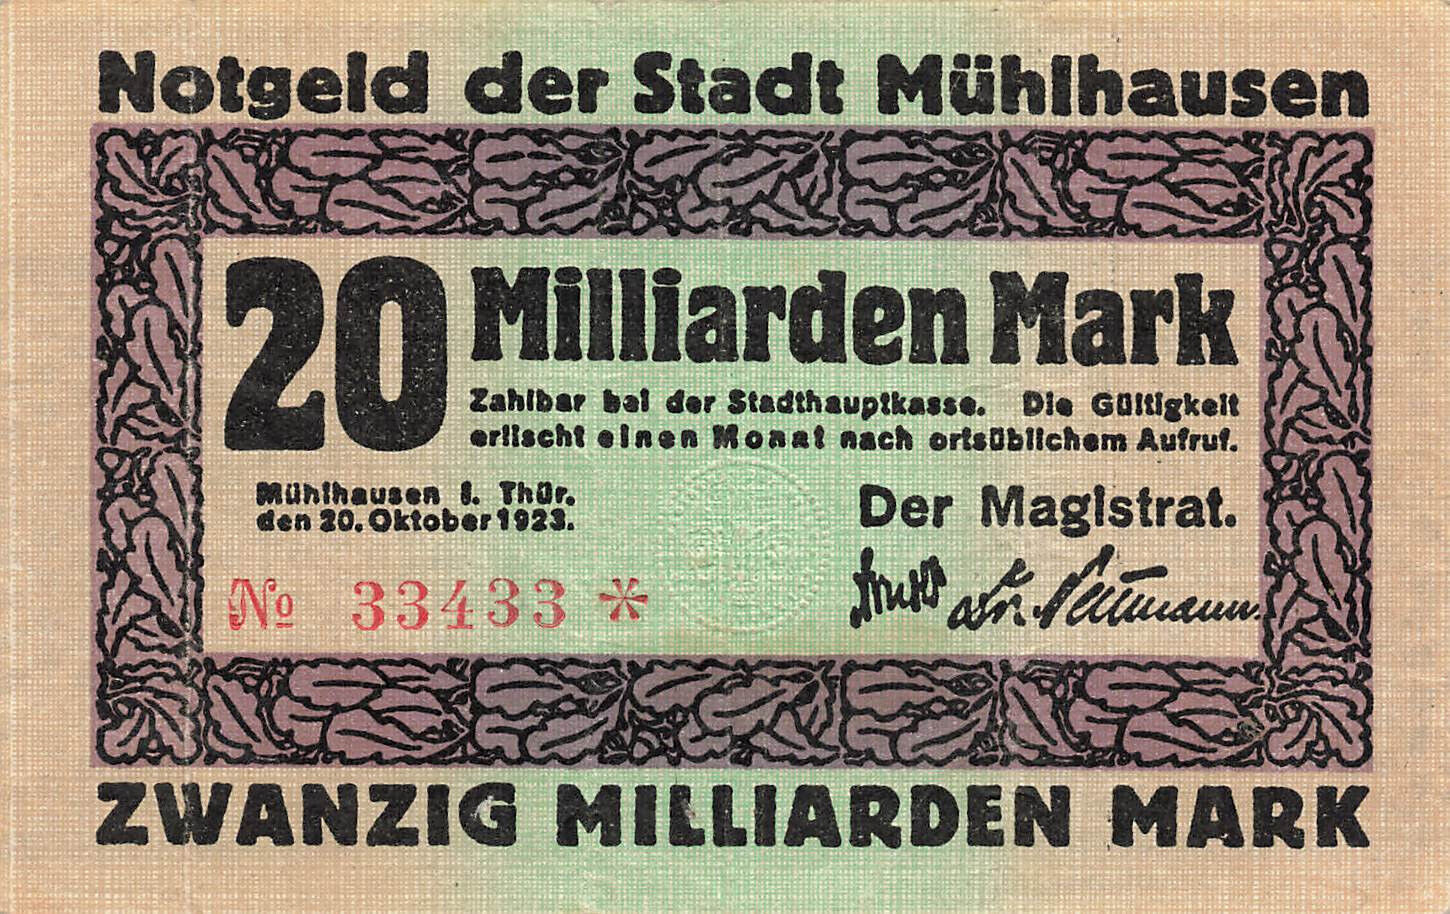 Notgeld der Stadt Mühlhausen
20 Milliarden Mark
Zahlbar bei der Stadthauptkasse. Die Gültigkeit
erlischt einen Monat nach ortsüblichem Aufruf.
Mühlhausen i. Thür.
den 20. Oktober 1923.
Der Magistrat.
№ 33433 *
ZWANZIG MILLIARDEN MARK